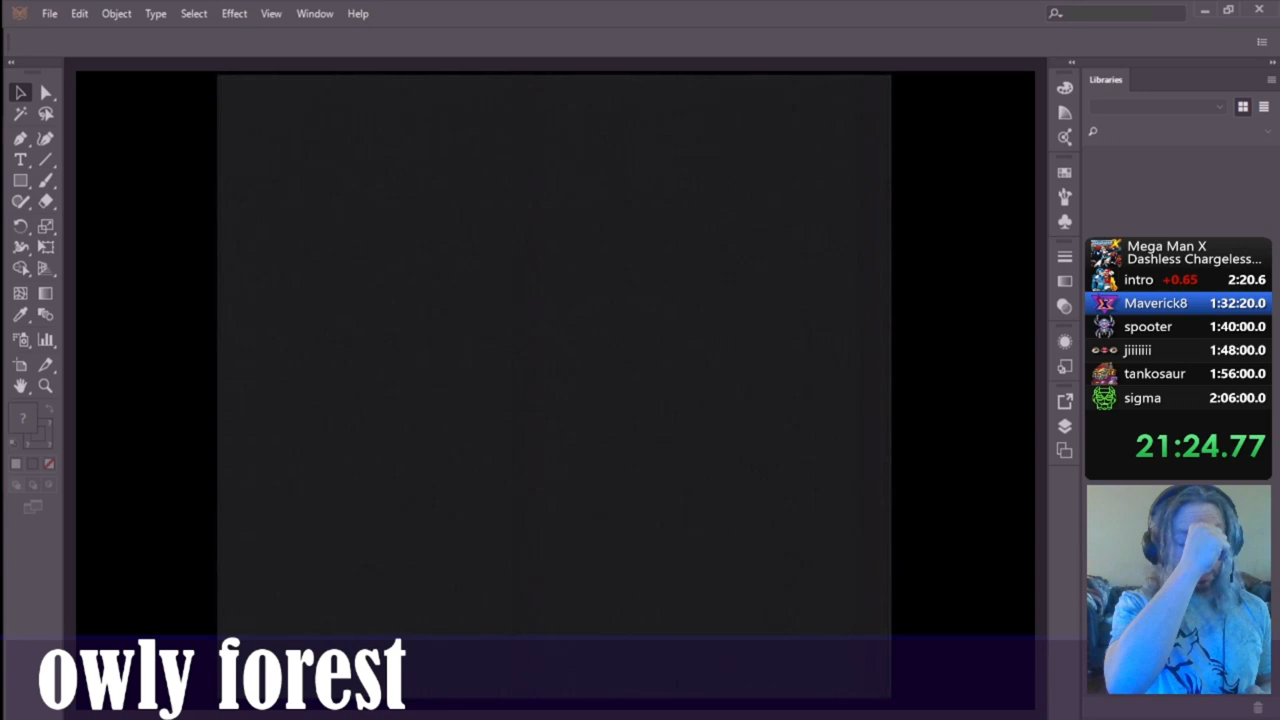 File Edit Object Type Select Effect View Window Help
Libraries
Mega Man X
Dashless Chargeless...
intro +0.65 2:20.6
Maverick8 1:32:20.0
spooter 1:40:00.0
jiiiiiii 1:48:00.0
tankosaur 1:56:00.0
sigma 2:06:00.0
21:24.77
owly forest